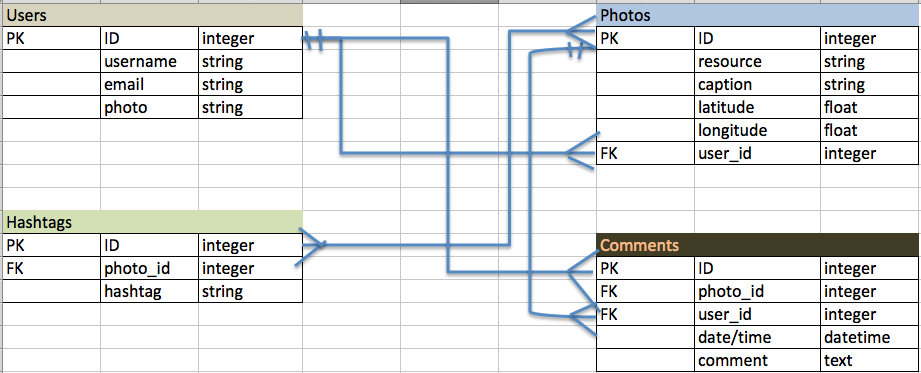 Users
PK ID integer
username string
email string
photo string
Photos
PK ID integer
resource string
caption string
latitude float
longitude float
FK user_id integer
Hashtags
PK ID integer
FK photo_id integer
hashtag string
Comments
PK ID integer
FK photo_id integer
FK user_id integer
date/time datetime
comment text